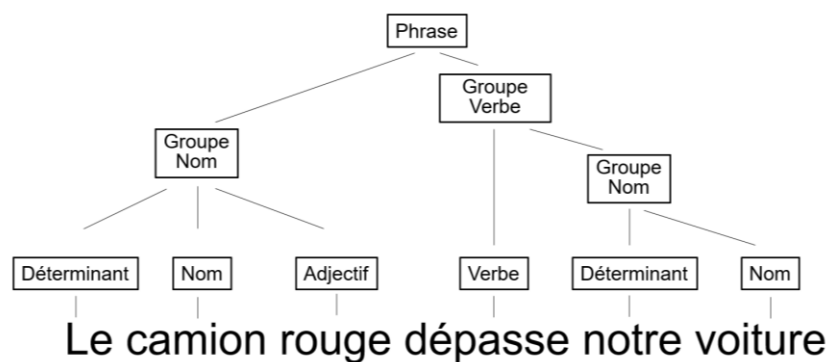 Phrase
Groupe
Verbe
Groupe
Nom
Groupe
Nom
Déterminant
Nom
Adjectif
Verbe
Déterminant
Nom
Le camion rouge dépasse notre voiture